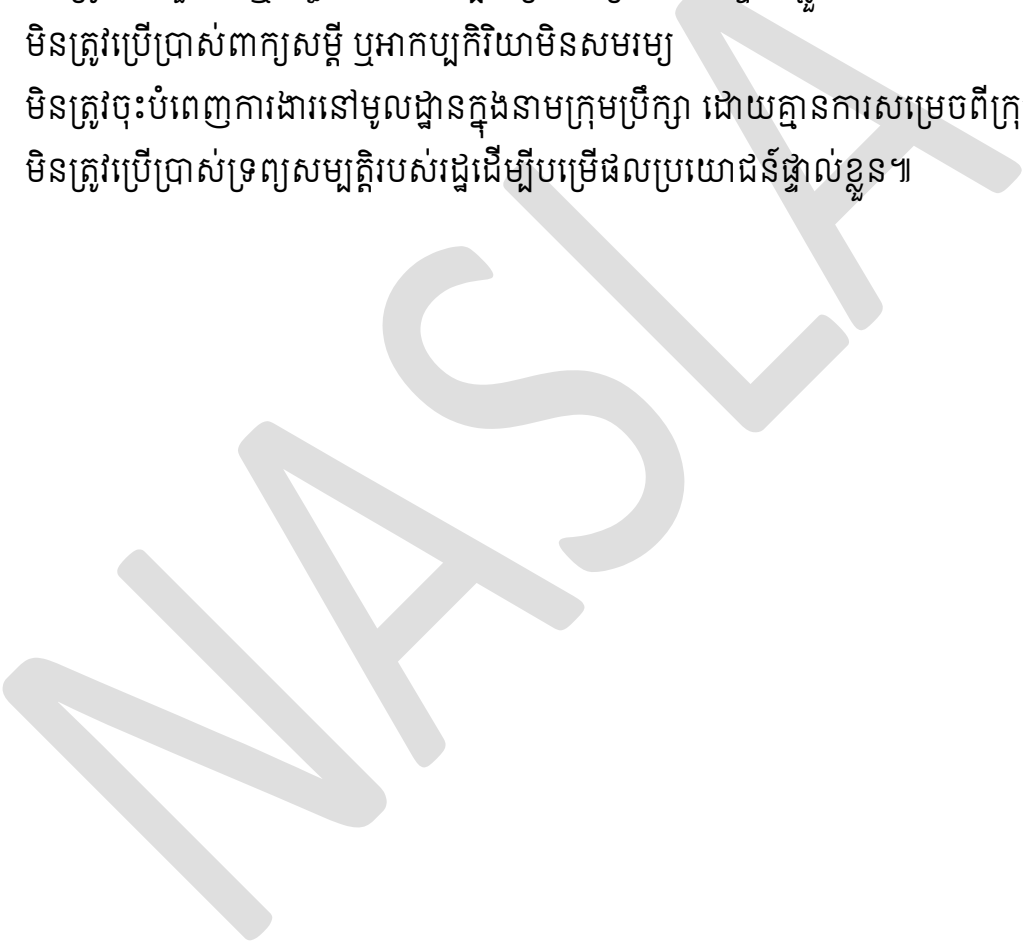 មិនត្រូវប្រើប្រាស់ពាក្យសម្ដី ឬអាកប្បកិរិយាមិនសមរម្យ
មិនត្រូវចុះបំពេញការងារនៅមូលដ្ឋានក្នុងនាមក្រុមប្រឹក្សា ដោយគ្មានការសម្រេចពីក្រុ
មិនត្រូវប្រើប្រាស់ទ្រព្យសម្បត្តិរបស់រដ្ឋដើម្បីបម្រើផលប្រយោជន៍ផ្ទាល់ខ្លួន៕
NASLA